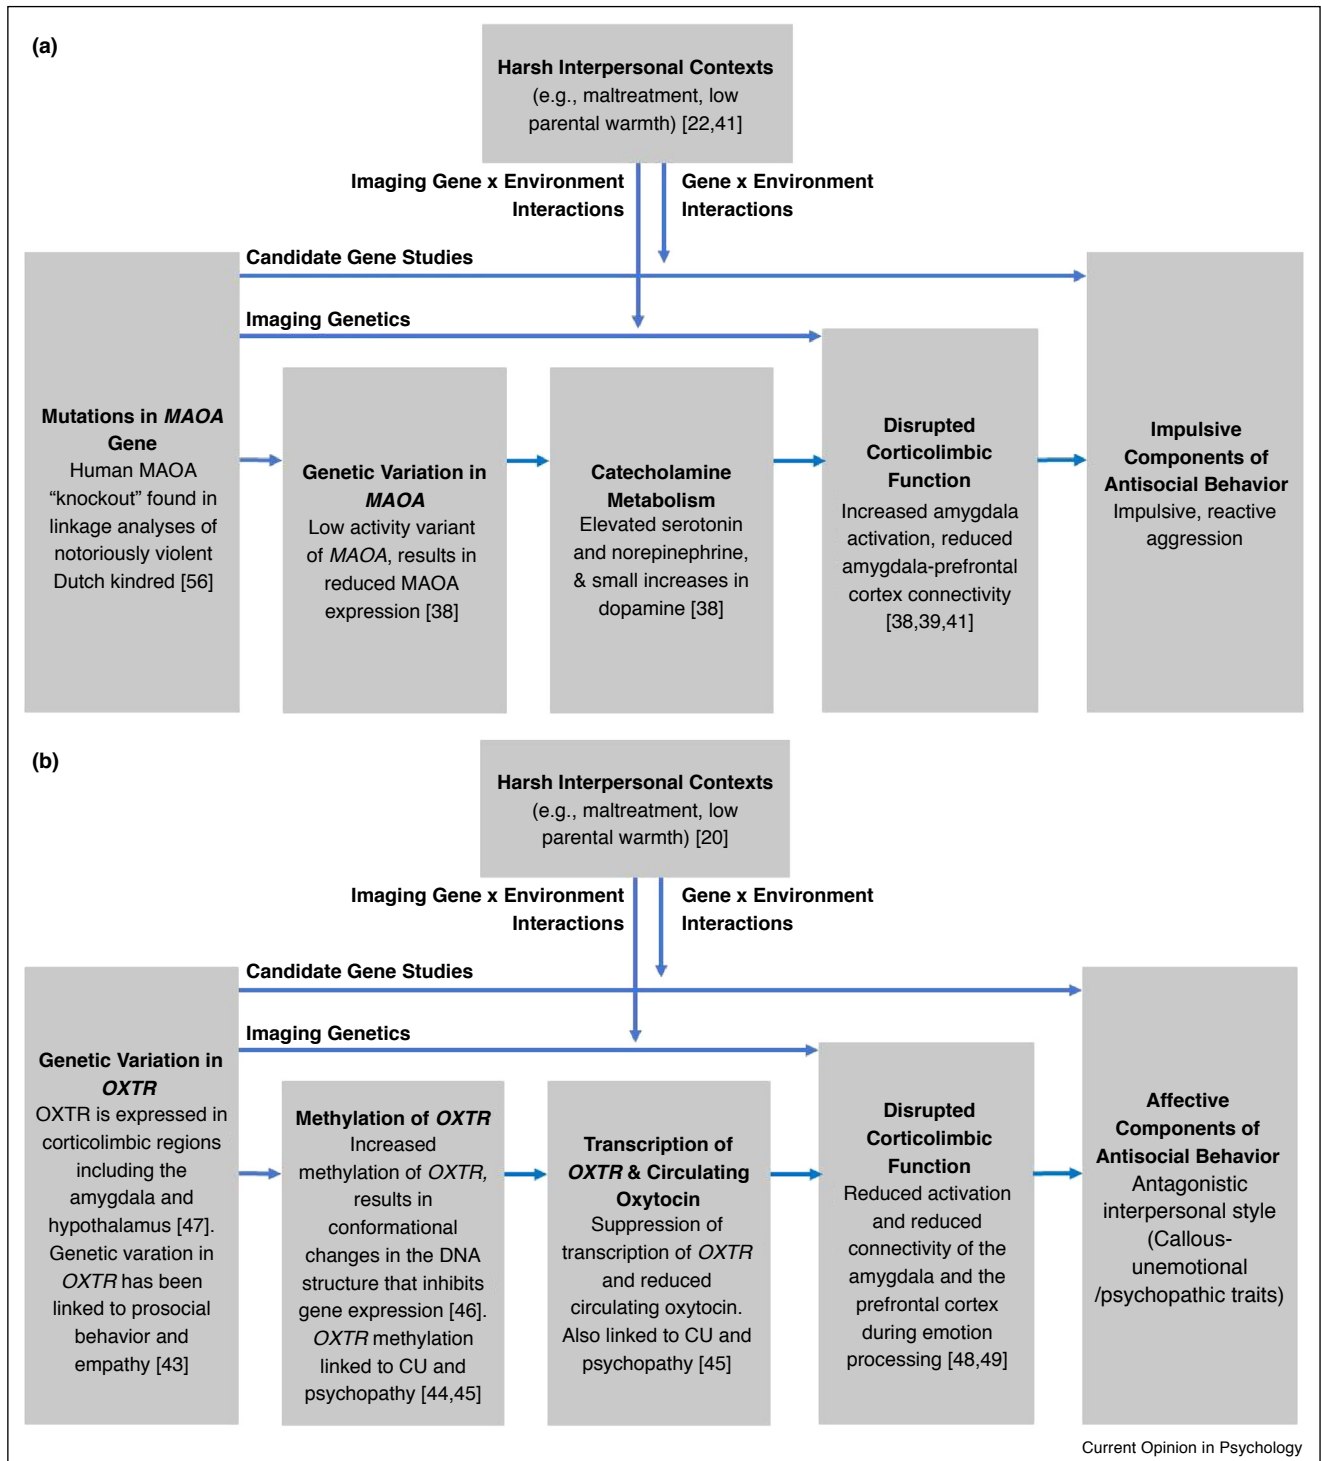 (a)
Harsh Interpersonal Contexts
(e.g., maltreatment, low
parental warmth) [22,41]
Imaging Gene x Environment
Interactions
Gene x Environment
Interactions
Candidate Gene Studies
Imaging Genetics
Mutations in MAOA
Gene
Human MAOA
“knockout” found in
linkage analyses of
notoriously violent
Dutch kindred [56]
Genetic Variation in
MAOA
Low activity variant
of MAOA, results in
reduced MAOA
expression [38]
Catecholamine
Metabolism
Elevated serotonin
and norepinephrine,
& small increases in
dopamine [38]
Disrupted
Corticolimbic
Function
Increased amygdala
activation, reduced
amygdala-prefrontal
cortex connectivity
[38,39,41]
Impulsive
Components of
Antisocial Behavior
Impulsive, reactive
aggression
(b)
Harsh Interpersonal Contexts
(e.g., maltreatment, low
parental warmth) [20]
Imaging Gene x Environment
Interactions
Gene x Environment
Interactions
Candidate Gene Studies
Imaging Genetics
Genetic Variation in
OXTR
OXTR is expressed in
corticolimbic regions
including the
amygdala and
hypothalamus [47].
Genetic varation in
OXTR has been
linked to prosocial
behavior and
empathy [43]
Methylation of OXTR
Increased
methylation of OXTR,
results in
conformational
changes in the DNA
structure that inhibits
gene expression [46].
OXTR methylation
linked to CU and
psychopathy [44,45]
Transcription of
OXTR & Circulating
Oxytocin
Suppression of
transcription of OXTR
and reduced
circulating oxytocin.
Also linked to CU and
psychopathy [45]
Disrupted
Corticolimbic
Function
Reduced activation
and reduced
connectivity of the
amygdala and the
prefrontal cortex
during emotion
processing [48,49]
Affective
Components of
Antisocial Behavior
Antagonistic
interpersonal style
(Callous-
unemotional
/psychopathic traits)
Current Opinion in Psychology